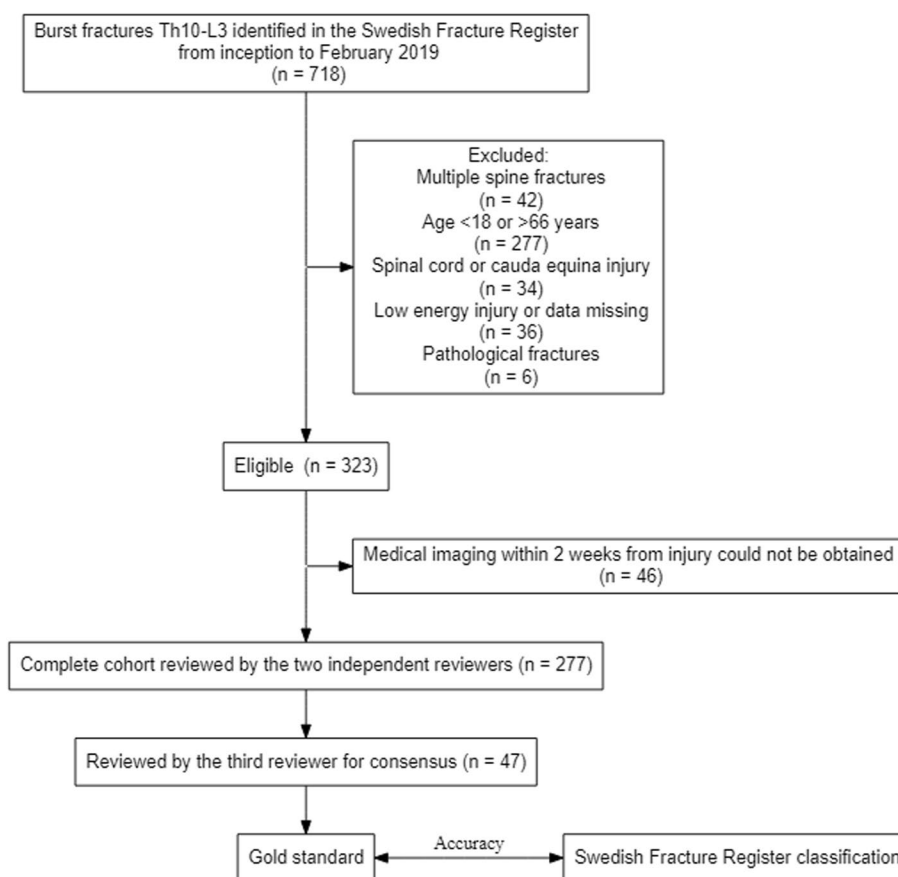 Burst fractures Th10-L3 identified in the Swedish Fracture Register
from inception to February 2019
(n = 718)
Excluded:
Multiple spine fractures
(n = 42)
Age <18 or >66 years
(n = 277)
Spinal cord or cauda equina injury
(n = 34)
Low energy injury or data missing
(n = 36)
Pathological fractures
(n = 6)
Eligible (n = 323)
Medical imaging within 2 weeks from injury could not be obtained
(n = 46)
Complete cohort reviewed by the two independent reviewers (n = 277)
Reviewed by the third reviewer for consensus (n = 47)
Gold standard
Accuracy
Swedish Fracture Register classification